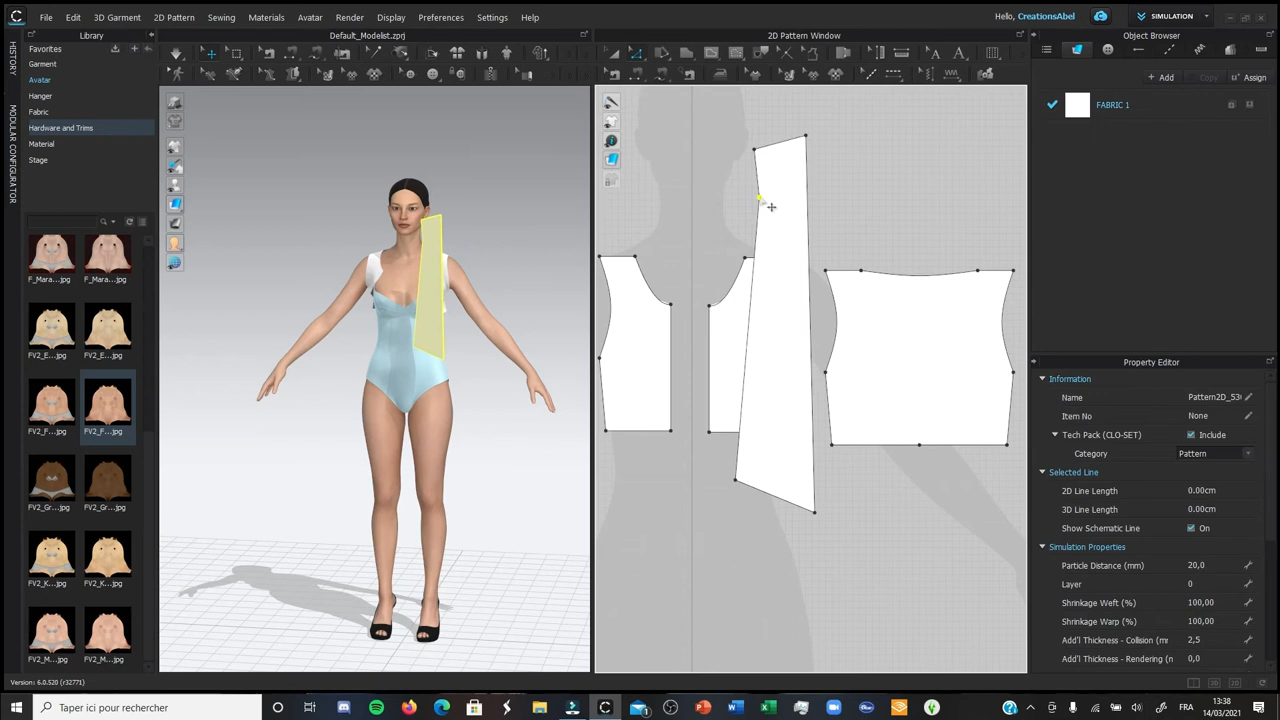 File Edit 3D Garment 2D Pattern Sewing Materials Avatar Render Display Preferences Settings Help
Hello, CreationsAbel
SIMULATION
HISTORY
MODULAR CONFIGURATOR
Library
Default_Modelist.zprj
2D Pattern Window
Object Browser
Favorites
Garment
Avatar
Hanger
Fabric
Hardware and Trims
Material
Stage
F_Mara...jpg F_Mara...jpg
FV2_E...jpg FV2_E...jpg
FV2_F...jpg FV2_F...jpg
FV2_Gr...jpg FV2_Gr...jpg
FV2_K...jpg FV2_K...jpg
FV2_M...jpg FV2_M...jpg
Add Copy Assign
FABRIC 1
Property Editor
Information
Name Pattern2D_53
Item No None
Tech Pack (CLO-SET) Include
Category Pattern
Selected Line
2D Line Length 0.00cm
3D Line Length 0.00cm
Show Schematic Line On
Simulation Properties
Particle Distance (mm) 20,0
Layer 0
Shrinkage Weft (%) 100,00
Shrinkage Warp (%) 100,00
Add'l Thickness - Collision (mr 2,5
Add'l Thickness - Rendering (n 0,0
Version: 6.0.520 (r32771)
3D 2D
Taper ici pour rechercher
13:38
14/03/2021